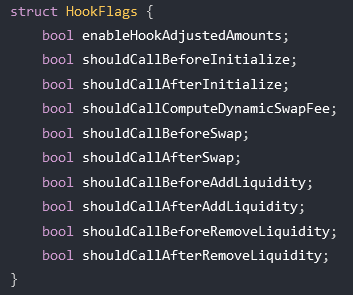 struct HookFlags {
    bool enableHookAdjustedAmounts;
    bool shouldCallBeforeInitialize;
    bool shouldCallAfterInitialize;
    bool shouldCallComputeDynamicSwapFee;
    bool shouldCallBeforeSwap;
    bool shouldCallAfterSwap;
    bool shouldCallBeforeAddLiquidity;
    bool shouldCallAfterAddLiquidity;
    bool shouldCallBeforeRemoveLiquidity;
    bool shouldCallAfterRemoveLiquidity;
}